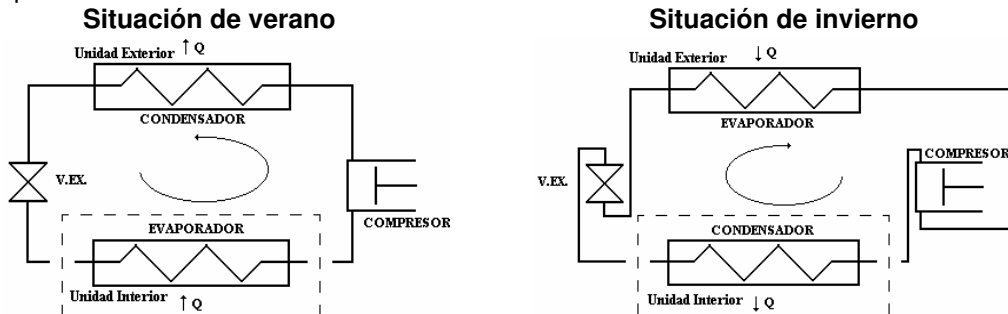 Situación de verano
Unidad Exterior ↑ Q
CONDENSADOR
V.EX.
COMPRESOR
EVAPORADOR
Unidad Interior ↑ Q
Situación de invierno
Unidad Exterior ↓ Q
EVAPORADOR
COMPRESOR
V.EX.
CONDENSADOR
Unidad Interior ↓ Q